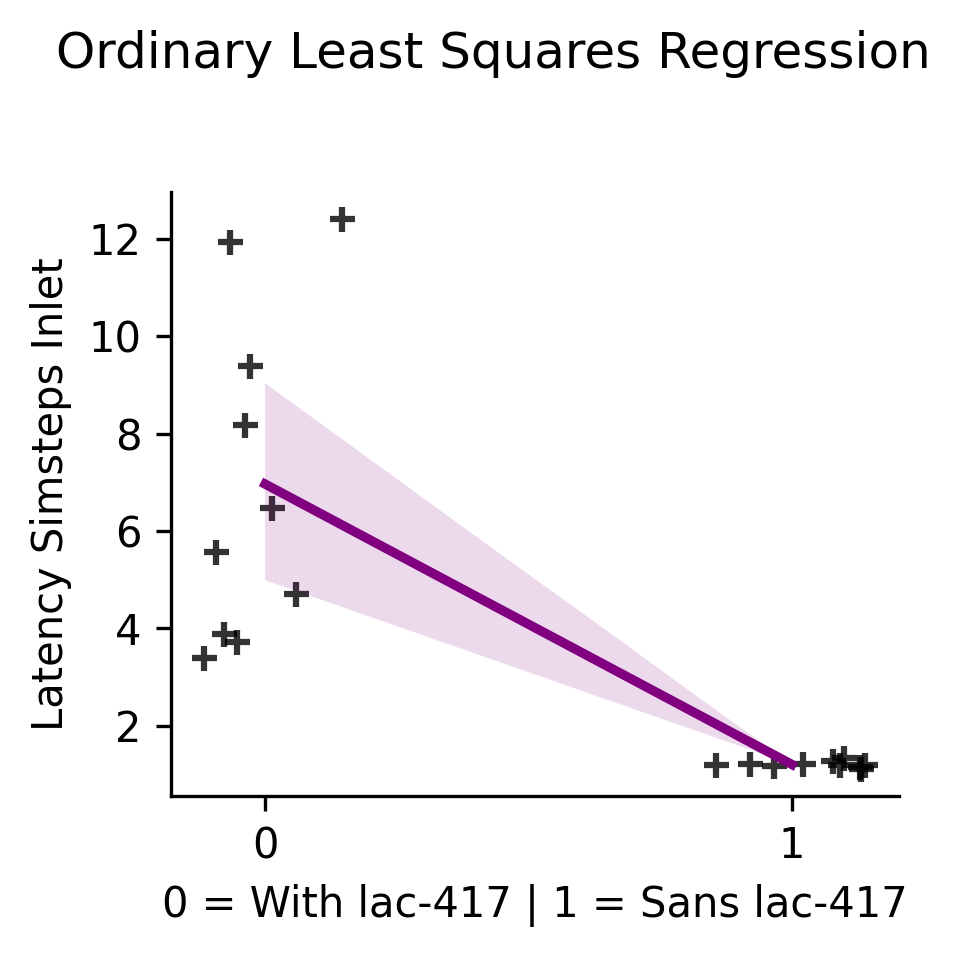 Ordinary Least Squares Regression
Latency Simsteps Inlet
12
10
8
6
4
2
0
1
0 = With lac-417 | 1 = Sans lac-417